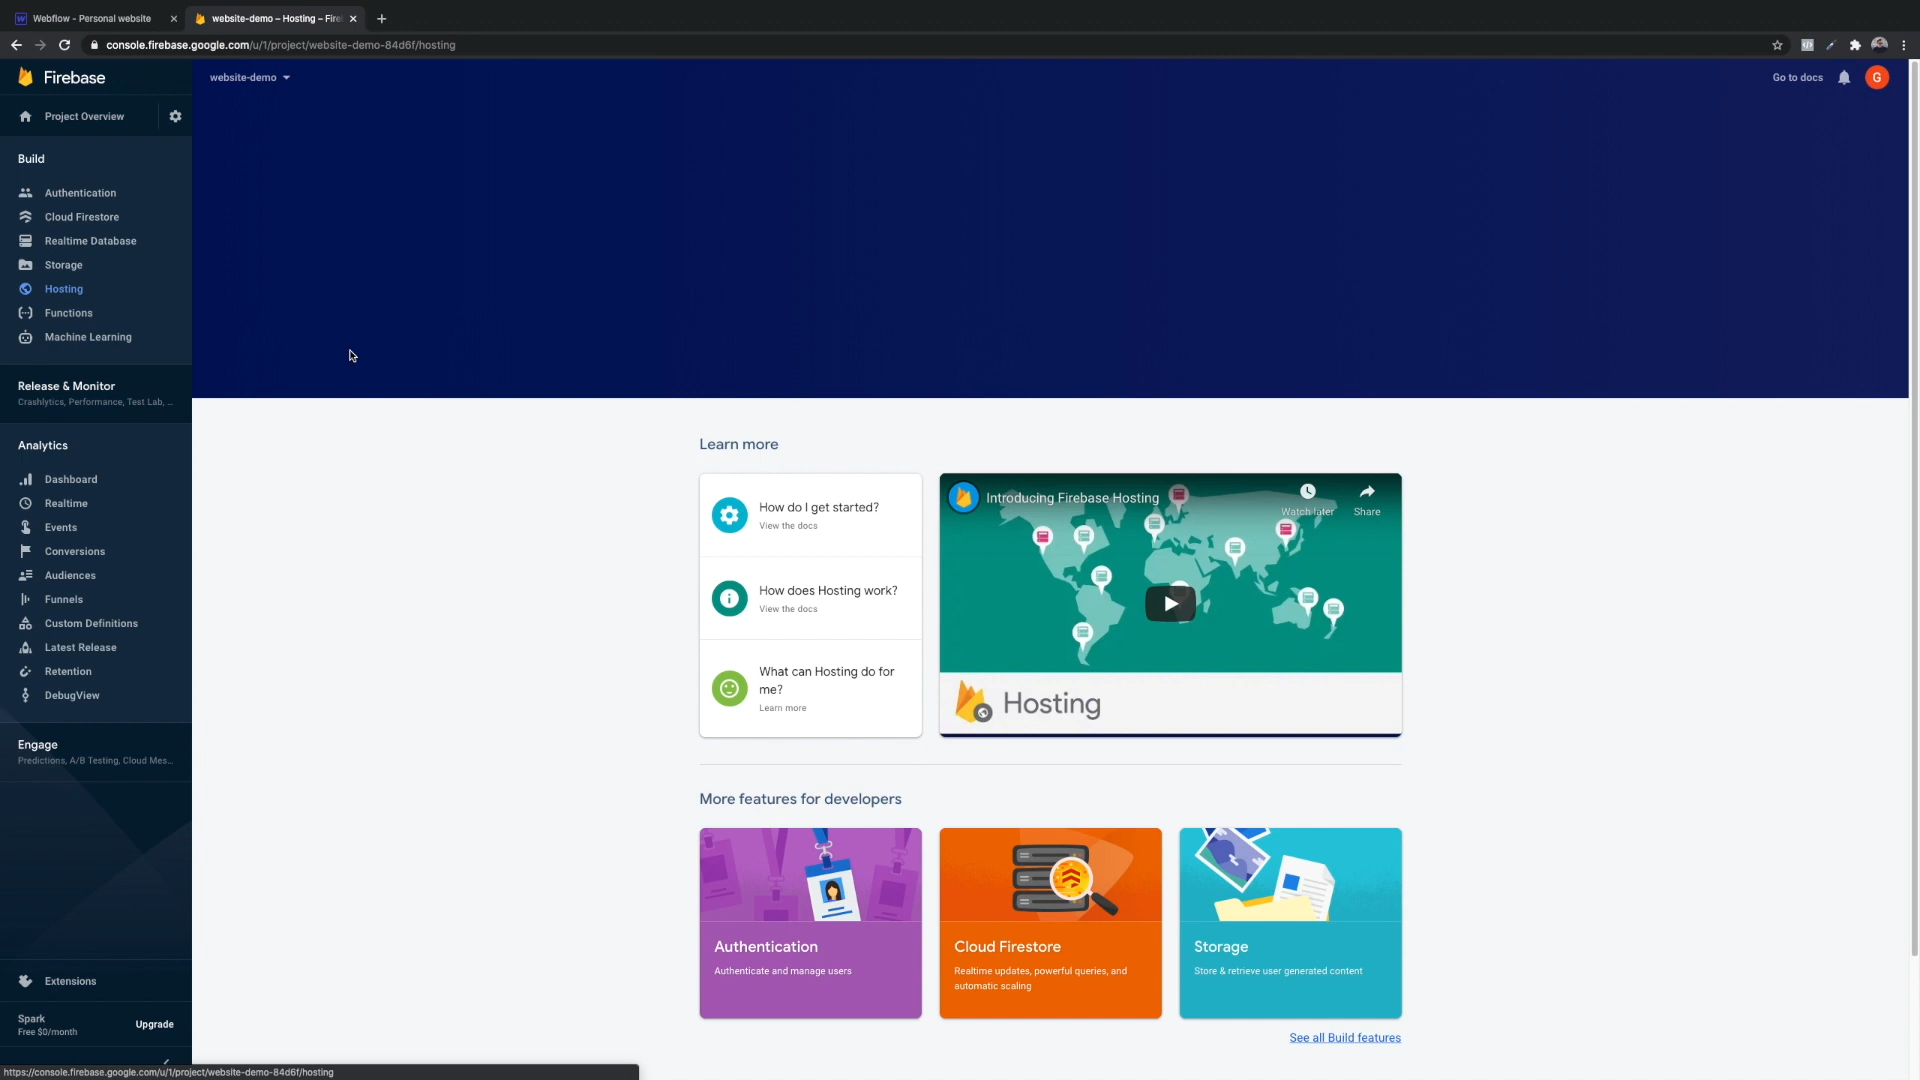 Webflow - Personal website
website-demo – Hosting – Fire
console.firebase.google.com/u/1/project/website-demo-84d6f/hosting
Firebase
website-demo
Go to docs
G
Project Overview
Build
Authentication
Cloud Firestore
Realtime Database
Storage
Hosting
Functions
Machine Learning
Release & Monitor
Crashlytics, Performance, Test Lab, ...
Analytics
Dashboard
Realtime
Events
Conversions
Audiences
Funnels
Custom Definitions
Latest Release
Retention
DebugView
Engage
Predictions, A/B Testing, Cloud Mes...
Extensions
Spark
Free $0/month
Upgrade
Learn more
How do I get started?
View the docs
How does Hosting work?
View the docs
What can Hosting do for
me?
Learn more
Introducing Firebase Hosting
Watch later
Share
Hosting
More features for developers
Authentication
Authenticate and manage users
Cloud Firestore
Realtime updates, powerful queries, and
automatic scaling
Storage
Store & retrieve user generated content
See all Build features
https://console.firebase.google.com/u/1/project/website-demo-84d6f/hosting